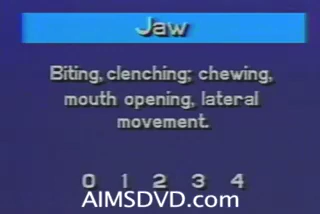 Jaw
Biting, clenching; chewing,
mouth opening, lateral
movement.
0 1 2 3 4
AIMSDVD.com